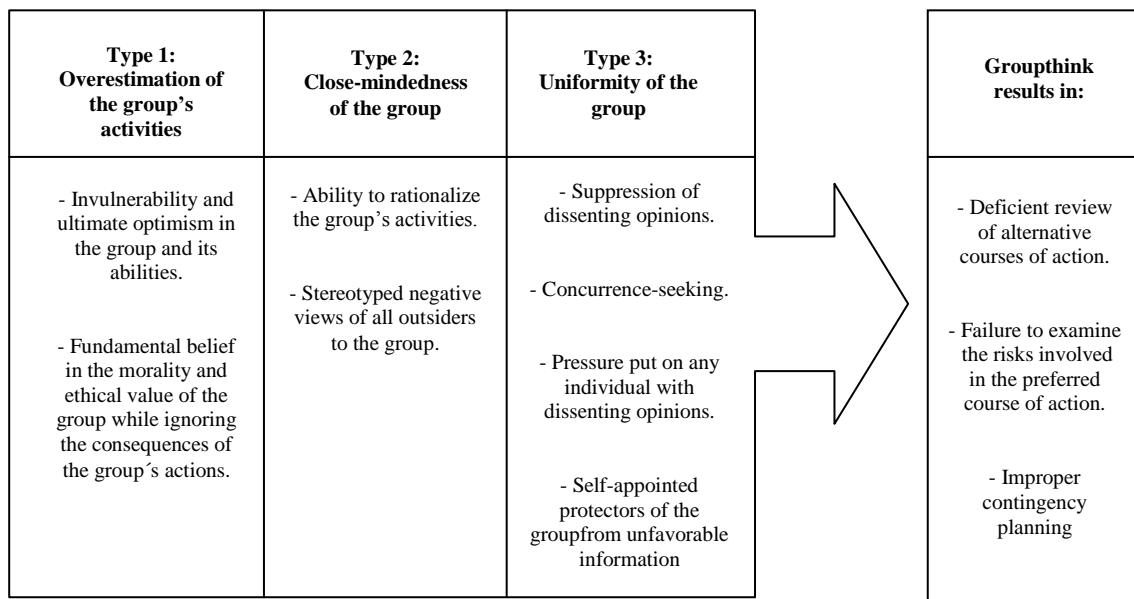 Type 1:
Overestimation of
the group’s
activities
- Invulnerability and
ultimate optimism in
the group and its
abilities.
- Fundamental belief
in the morality and
ethical value of the
group while ignoring
the consequences of
the group´s actions.
Type 2:
Close-mindedness
of the group
- Ability to rationalize
the group’s activities.
- Stereotyped negative
views of all outsiders
to the group.
Type 3:
Uniformity of the
group
- Suppression of
dissenting opinions.
- Concurrence-seeking.
- Pressure put on any
individual with
dissenting opinions.
- Self-appointed
protectors of the
groupfrom unfavorable
information
Groupthink
results in:
- Deficient review
of alternative
courses of action.
- Failure to examine
the risks involved
in the preferred
course of action.
- Improper
contingency
planning